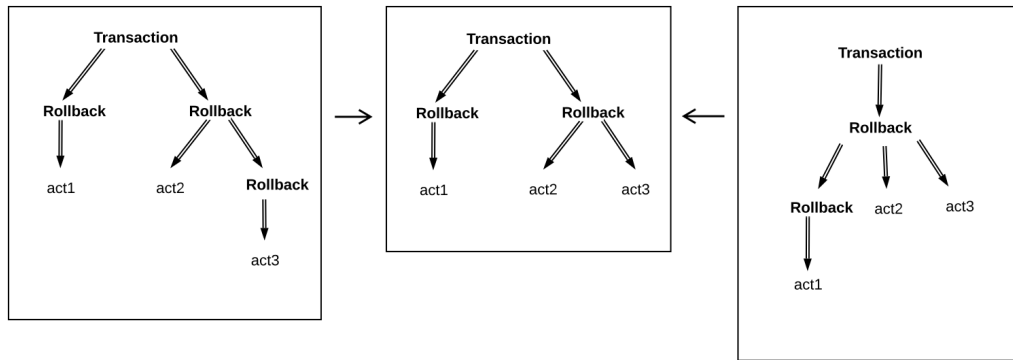 Transaction
Rollback Rollback
act1 act2 Rollback
act3
Transaction
Rollback Rollback
act1 act2 act3
Transaction
Rollback
Rollback act2 act3
act1